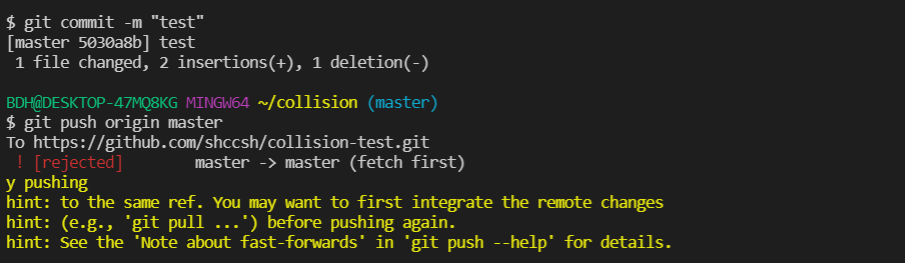 $ git commit -m "test"
[master 5030a8b] test
 1 file changed, 2 insertions(+), 1 deletion(-)
BDH@DESKTOP-47MQ8KG MINGW64 ~/collision (master)
$ git push origin master
To https://github.com/shccsh/collision-test.git
 ! [rejected]        master -> master (fetch first)
y pushing
hint: to the same ref. You may want to first integrate the remote changes
hint: (e.g., 'git pull ...') before pushing again.
hint: See the 'Note about fast-forwards' in 'git push --help' for details.